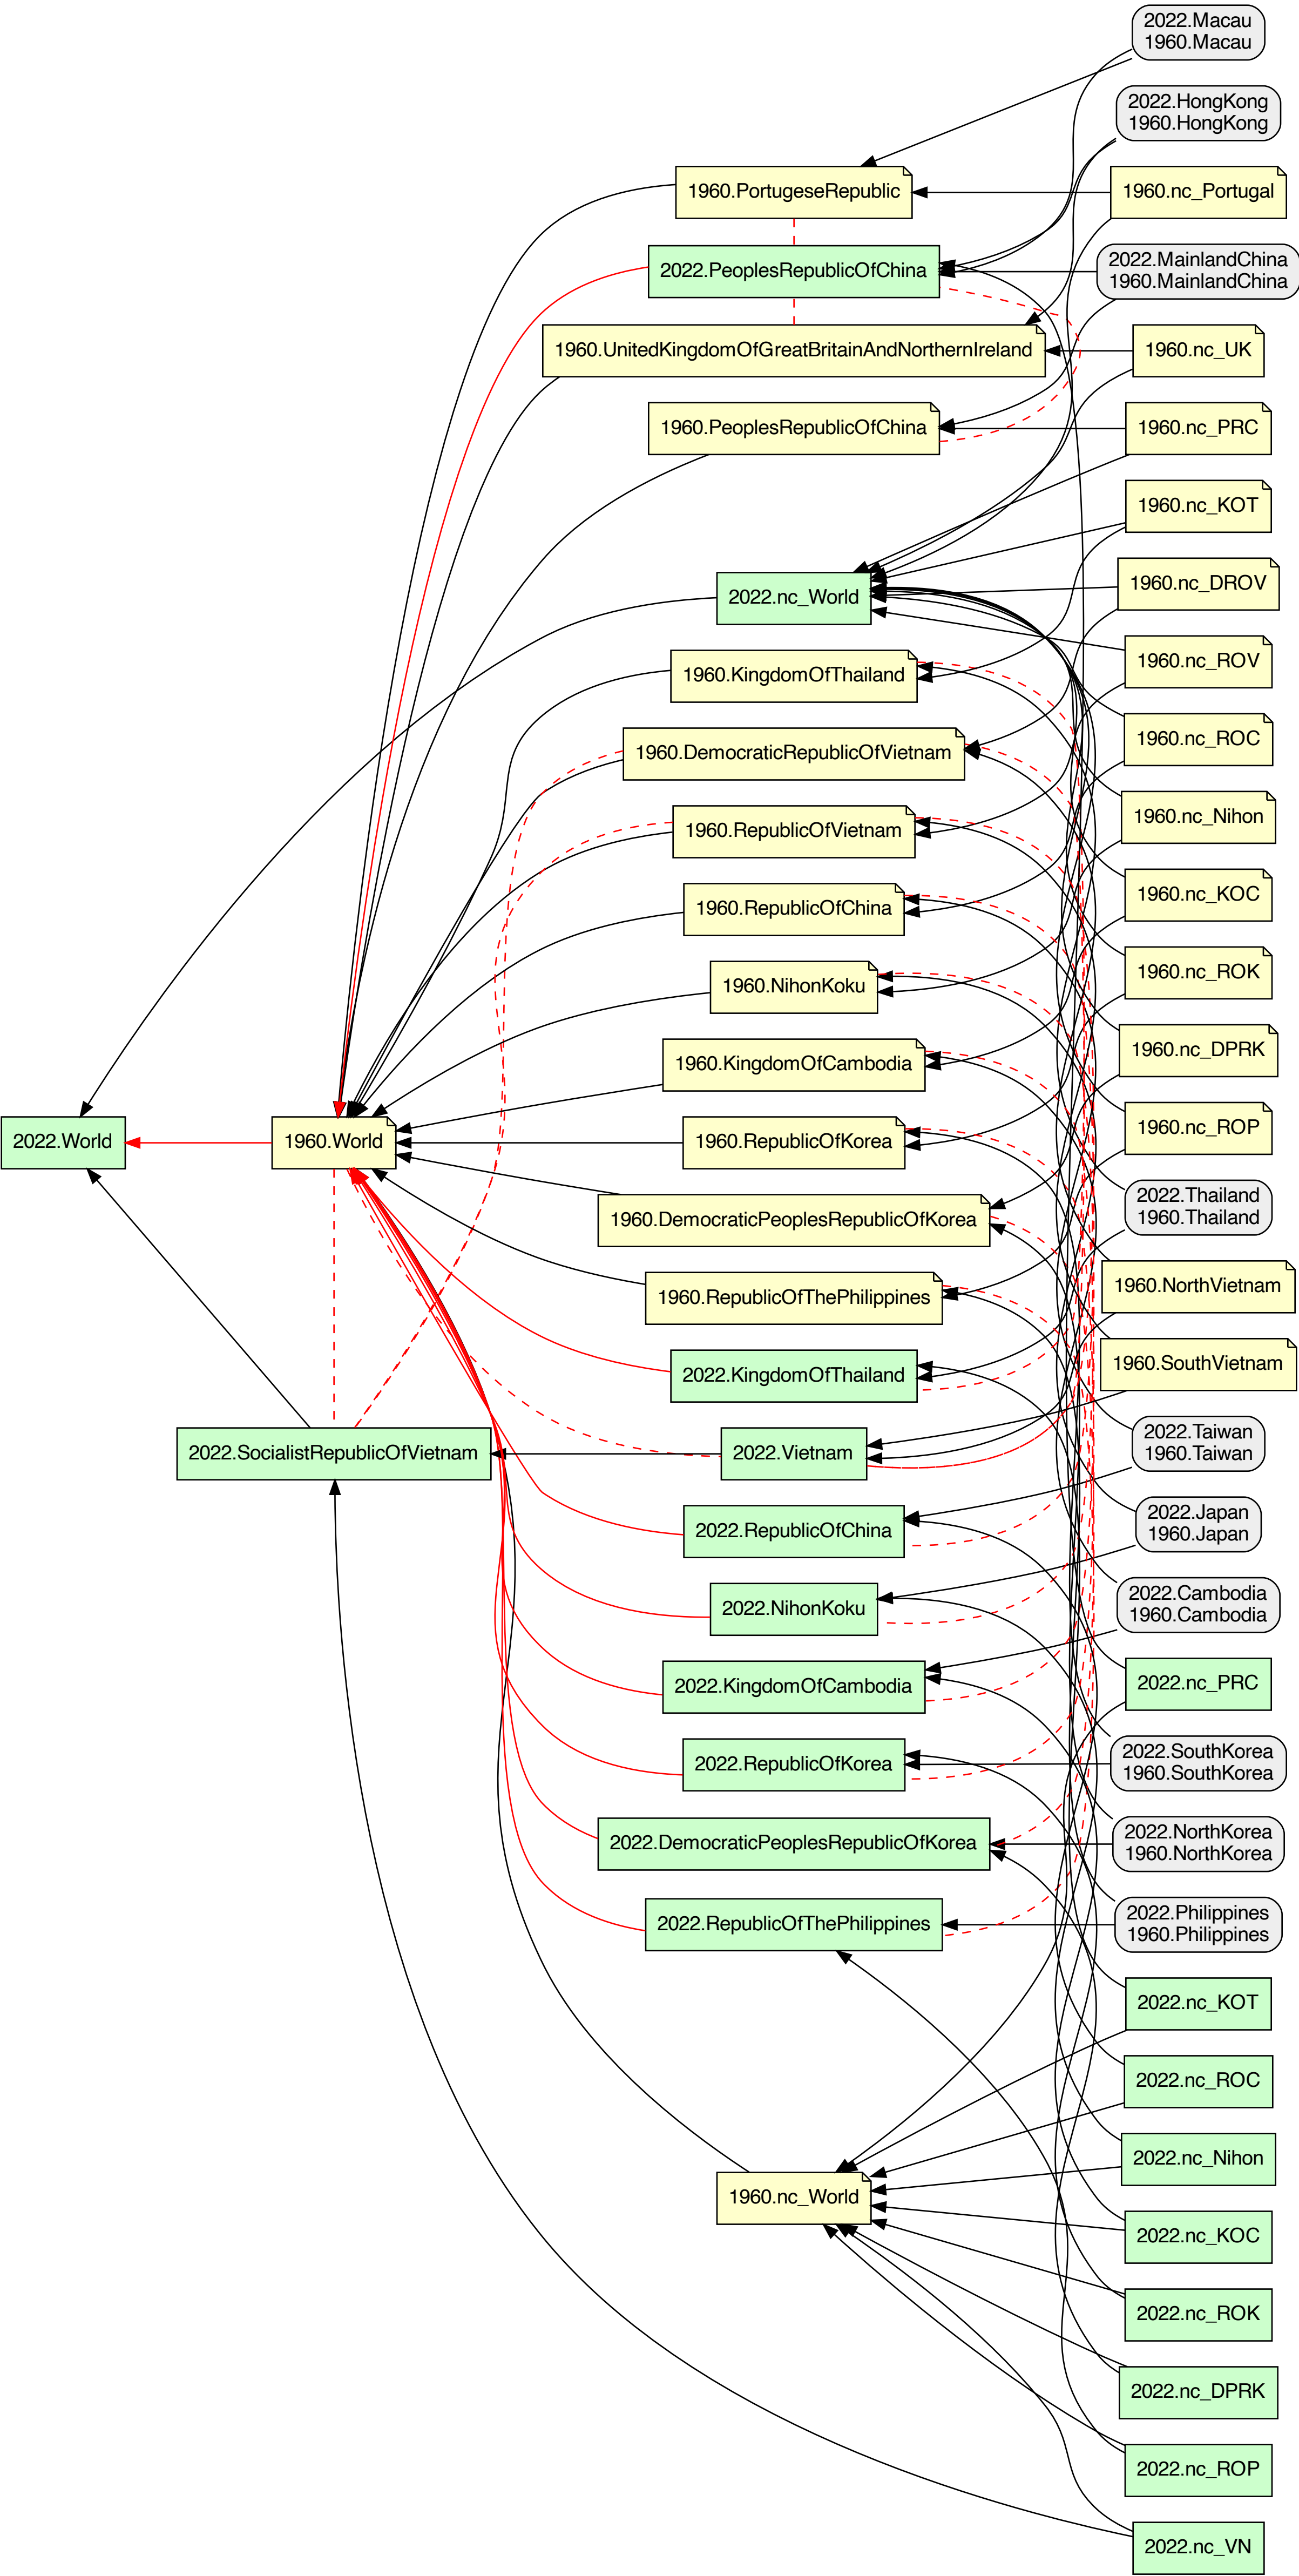 2022.Macau
1960.Macau
2022.HongKong
1960.HongKong
1960.PortugeseRepublic
1960.nc_Portugal
2022.PeoplesRepublicOfChina
2022.MainlandChina
1960.MainlandChina
1960.UnitedKingdomOfGreatBritainAndNorthernIreland
1960.nc_UK
1960.PeoplesRepublicOfChina
1960.nc_PRC
1960.nc_KOT
2022.nc_World
1960.nc_DROV
1960.KingdomOfThailand
1960.nc_ROV
1960.DemocraticRepublicOfVietnam
1960.nc_ROC
1960.RepublicOfVietnam
1960.nc_Nihon
1960.RepublicOfChina
1960.nc_KOC
1960.NihonKoku
1960.nc_ROK
1960.KingdomOfCambodia
1960.nc_DPRK
2022.World
1960.World
1960.RepublicOfKorea
1960.nc_ROP
1960.DemocraticPeoplesRepublicOfKorea
2022.Thailand
1960.Thailand
1960.RepublicOfThePhilippines
1960.NorthVietnam
2022.KingdomOfThailand
1960.SouthVietnam
2022.SocialistRepublicOfVietnam
2022.Vietnam
2022.Taiwan
1960.Taiwan
2022.RepublicOfChina
2022.Japan
1960.Japan
2022.NihonKoku
2022.Cambodia
1960.Cambodia
2022.KingdomOfCambodia
2022.nc_PRC
2022.RepublicOfKorea
2022.SouthKorea
1960.SouthKorea
2022.DemocraticPeoplesRepublicOfKorea
2022.NorthKorea
1960.NorthKorea
2022.RepublicOfThePhilippines
2022.Philippines
1960.Philippines
2022.nc_KOT
2022.nc_ROC
2022.nc_Nihon
1960.nc_World
2022.nc_KOC
2022.nc_ROK
2022.nc_DPRK
2022.nc_ROP
2022.nc_VN